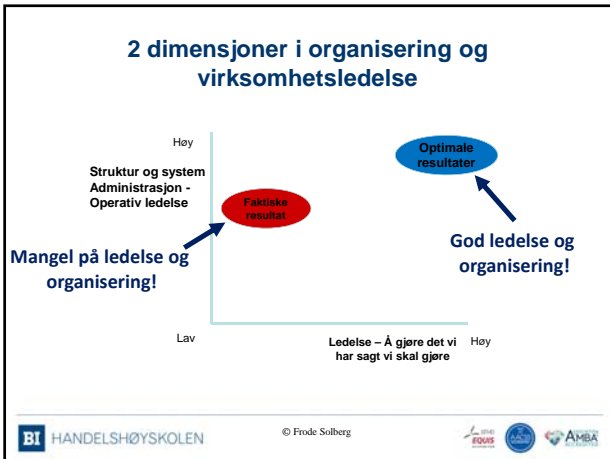 2 dimensjoner i organisering og
virksomhetsledelse
Høy
Struktur og system
Administrasjon -
Operativ ledelse
Optimale
resultater
Faktiske
resultat
Mangel på ledelse og
organisering!
God ledelse og
organisering!
Lav
Ledelse – Å gjøre det vi
har sagt vi skal gjøre
Høy
BI HANDELSHØYSKOLEN
© Frode Solberg
EQUIS
AACSB
AMBA